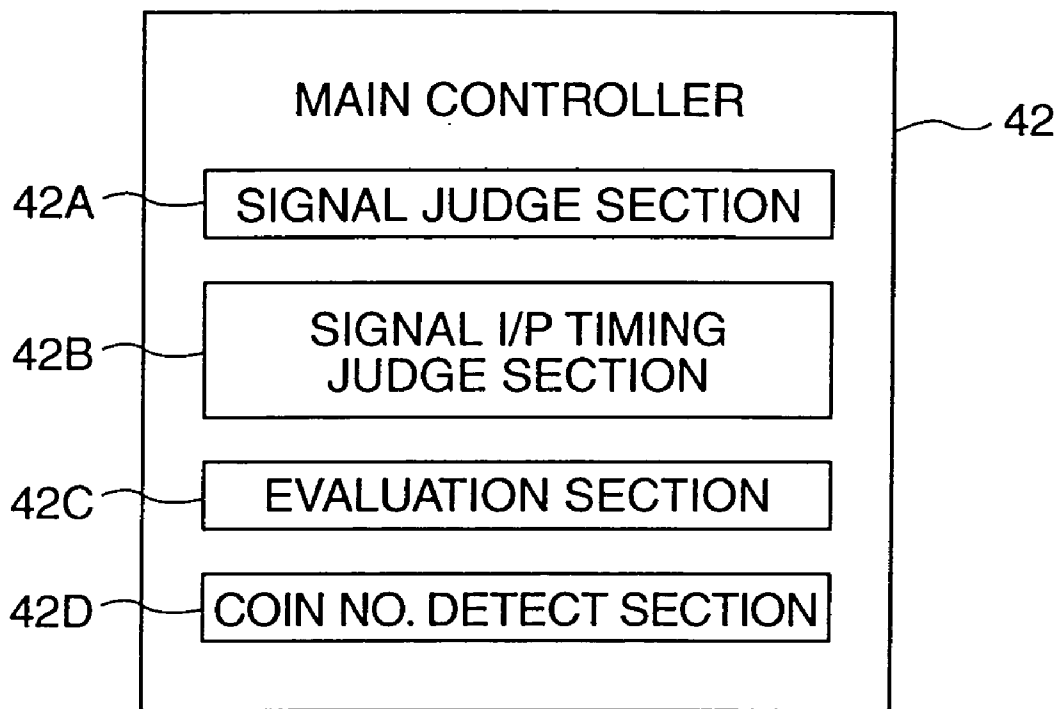 MAIN CONTROLLER
42
42A
SIGNAL JUDGE SECTION
42B
SIGNAL I/P TIMING
JUDGE SECTION
42C
EVALUATION SECTION
42D
COIN NO. DETECT SECTION